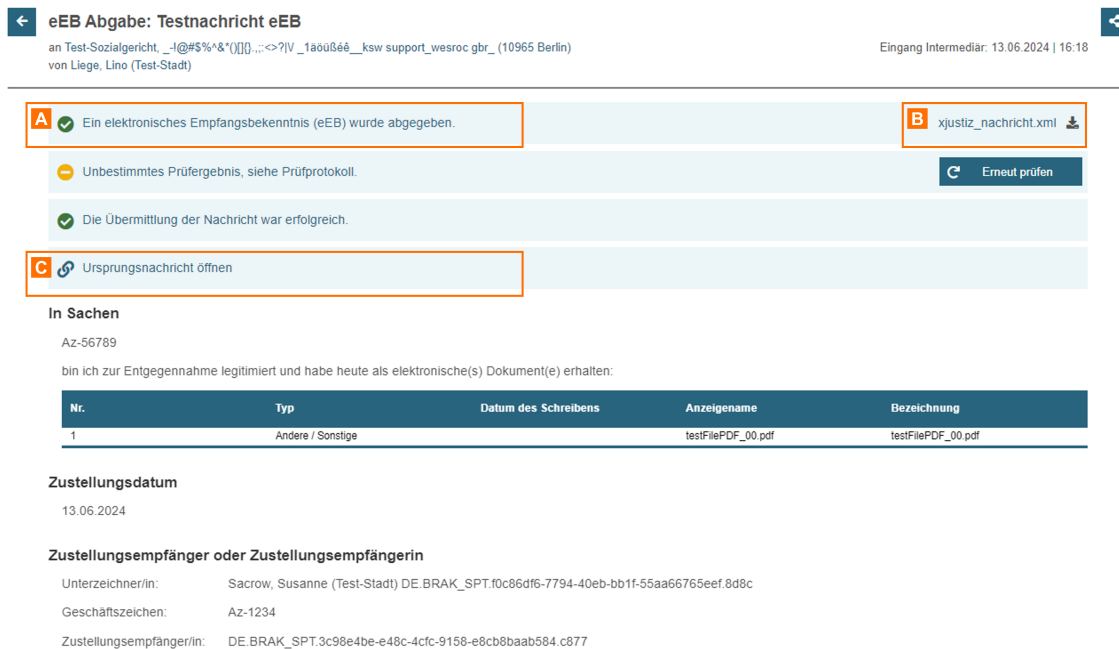 eEB Abgabe: Testnachricht eEB
an Test-Sozialgericht, _-!@#$%^&*()[]{}.,;:<>?|\/ _1äöüßéê__ksw support_wesroc gbr_ (10965 Berlin)
Eingang Intermediär: 13.06.2024 | 16:18
von Liege, Lino (Test-Stadt)
A Ein elektronisches Empfangsbekenntnis (eEB) wurde abgegeben.
B xjustiz_nachricht.xml
Unbestimmtes Prüfergebnis, siehe Prüfprotokoll.
Erneut prüfen
Die Übermittlung der Nachricht war erfolgreich.
C Ursprungsnachricht öffnen
In Sachen
Az-56789
bin ich zur Entgegennahme legitimiert und habe heute als elektronische(s) Dokument(e) erhalten:
Nr. Typ Datum des Schreibens Anzeigename Bezeichnung
1 Andere / Sonstige testFilePDF_00.pdf testFilePDF_00.pdf
Zustellungsdatum
13.06.2024
Zustellungsempfänger oder Zustellungsempfängerin
Unterzeichner/in: Sacrow, Susanne (Test-Stadt) DE.BRAK_SPT.f0c86df6-7794-40eb-bb1f-55aa66765eef.8d8c
Geschäftszeichen: Az-1234
Zustellungsempfänger/in: DE.BRAK_SPT.3c98e4be-e48c-4cfc-9158-e8cb8baab584.c877